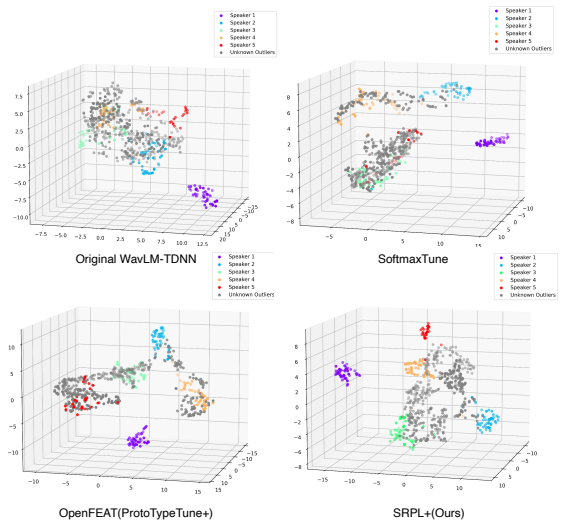 Speaker 1
Speaker 2
Speaker 3
Speaker 4
Speaker 5
Unknown Outliers
7.5
5.0
2.5
0.0
−2.5
−5.0
−7.5
−10.0
−7.5 −5.0 −2.5 0.0 2.5 5.0 7.5 10.0 12.5
20 15 10 5 0 −5 −10 −15
Original WavLM-TDNN
Speaker 1
Speaker 2
Speaker 3
Speaker 4
Speaker 5
Unknown Outliers
8
6
4
2
0
−2
−4
−6
−8
−5 0 5 10 15
−10 −5 0 5 10
SoftmaxTune
Speaker 1
Speaker 2
Speaker 3
Speaker 4
Speaker 5
Unknown Outliers
10
5
0
−5
−10
−10 −5 0 5 10 15
15 10 5 0 −5 −10 −15
OpenFEAT(ProtoTypeTune+)
Speaker 1
Speaker 2
Speaker 3
Speaker 4
Speaker 5
Unknown Outliers
8
6
4
2
0
−2
−4
−6
−8
−10 −5 0 5 10 15
10 5 0 −5 −10
SRPL+(Ours)